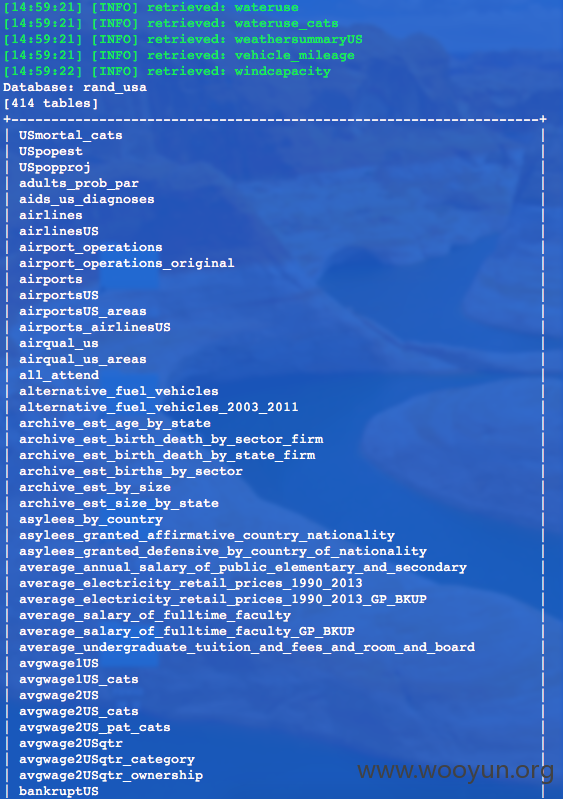 [14:59:21] [INFO] retrieved: wateruse
[14:59:21] [INFO] retrieved: wateruse_cats
[14:59:21] [INFO] retrieved: weathersummaryUS
[14:59:21] [INFO] retrieved: vehicle_mileage
[14:59:22] [INFO] retrieved: windcapacity
Database: rand_usa
[414 tables]
+------------------------------------------------------------------+
| USmortal_cats |
| USpopest |
| USpopproj |
| adults_prob_par |
| aids_us_diagnoses |
| airlines |
| airlinesUS |
| airport_operations |
| airport_operations_original |
| airports |
| airportsUS |
| airportsUS_areas |
| airports_airlinesUS |
| airqual_us |
| airqual_us_areas |
| all_attend |
| alternative_fuel_vehicles |
| alternative_fuel_vehicles_2003_2011 |
| archive_est_age_by_state |
| archive_est_birth_death_by_sector_firm |
| archive_est_birth_death_by_state_firm |
| archive_est_births_by_sector |
| archive_est_by_size |
| archive_est_size_by_state |
| asylees_by_country |
| asylees_granted_affirmative_country_nationality |
| asylees_granted_defensive_by_country_of_nationality |
| average_annual_salary_of_public_elementary_and_secondary |
| average_electricity_retail_prices_1990_2013 |
| average_electricity_retail_prices_1990_2013_GP_BKUP |
| average_salary_of_fulltime_faculty |
| average_salary_of_fulltime_faculty_GP_BKUP |
| average_undergraduate_tuition_and_fees_and_room_and_board |
| avgwage1US |
| avgwage1US_cats |
| avgwage2US |
| avgwage2US_cats |
| avgwage2US_pat_cats |
| avgwage2USqtr |
| avgwage2USqtr_category |
| avgwage2USqtr_ownership |
| bankruptUS |
www.wooyun.org